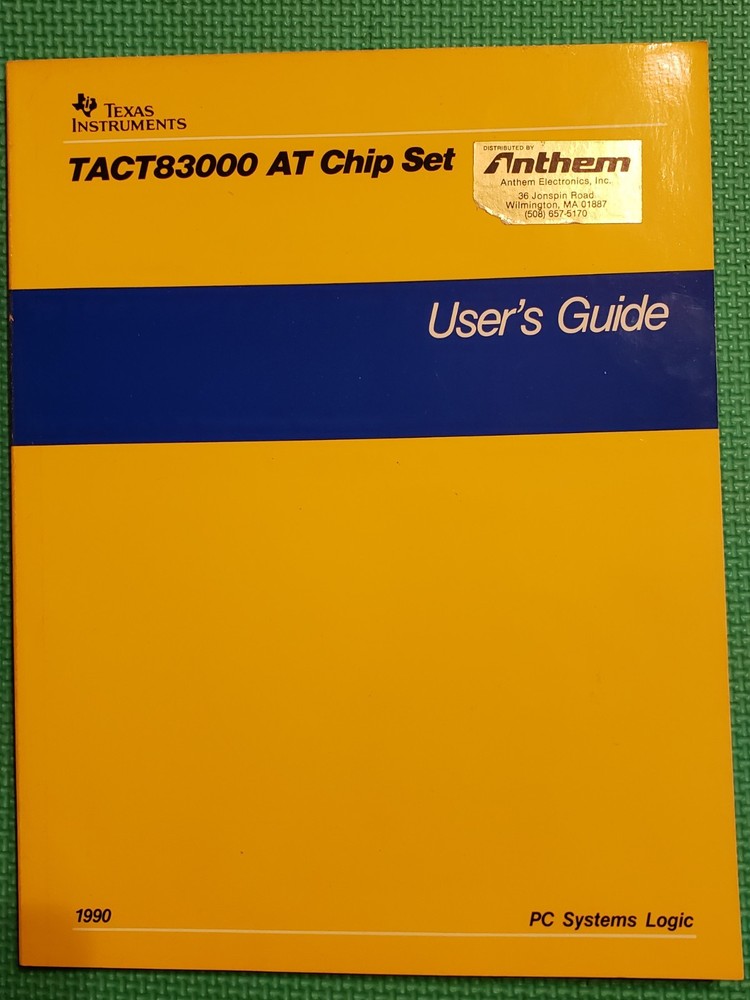 TEXAS
INSTRUMENTS
TACT83000 AT Chip Set
DISTRIBUTED BY
Anthem
Anthem Electronics, Inc.
36 Jonspin Road
Wilmington, MA 01887
(508) 657-5170
User's Guide
1990
PC Systems Logic